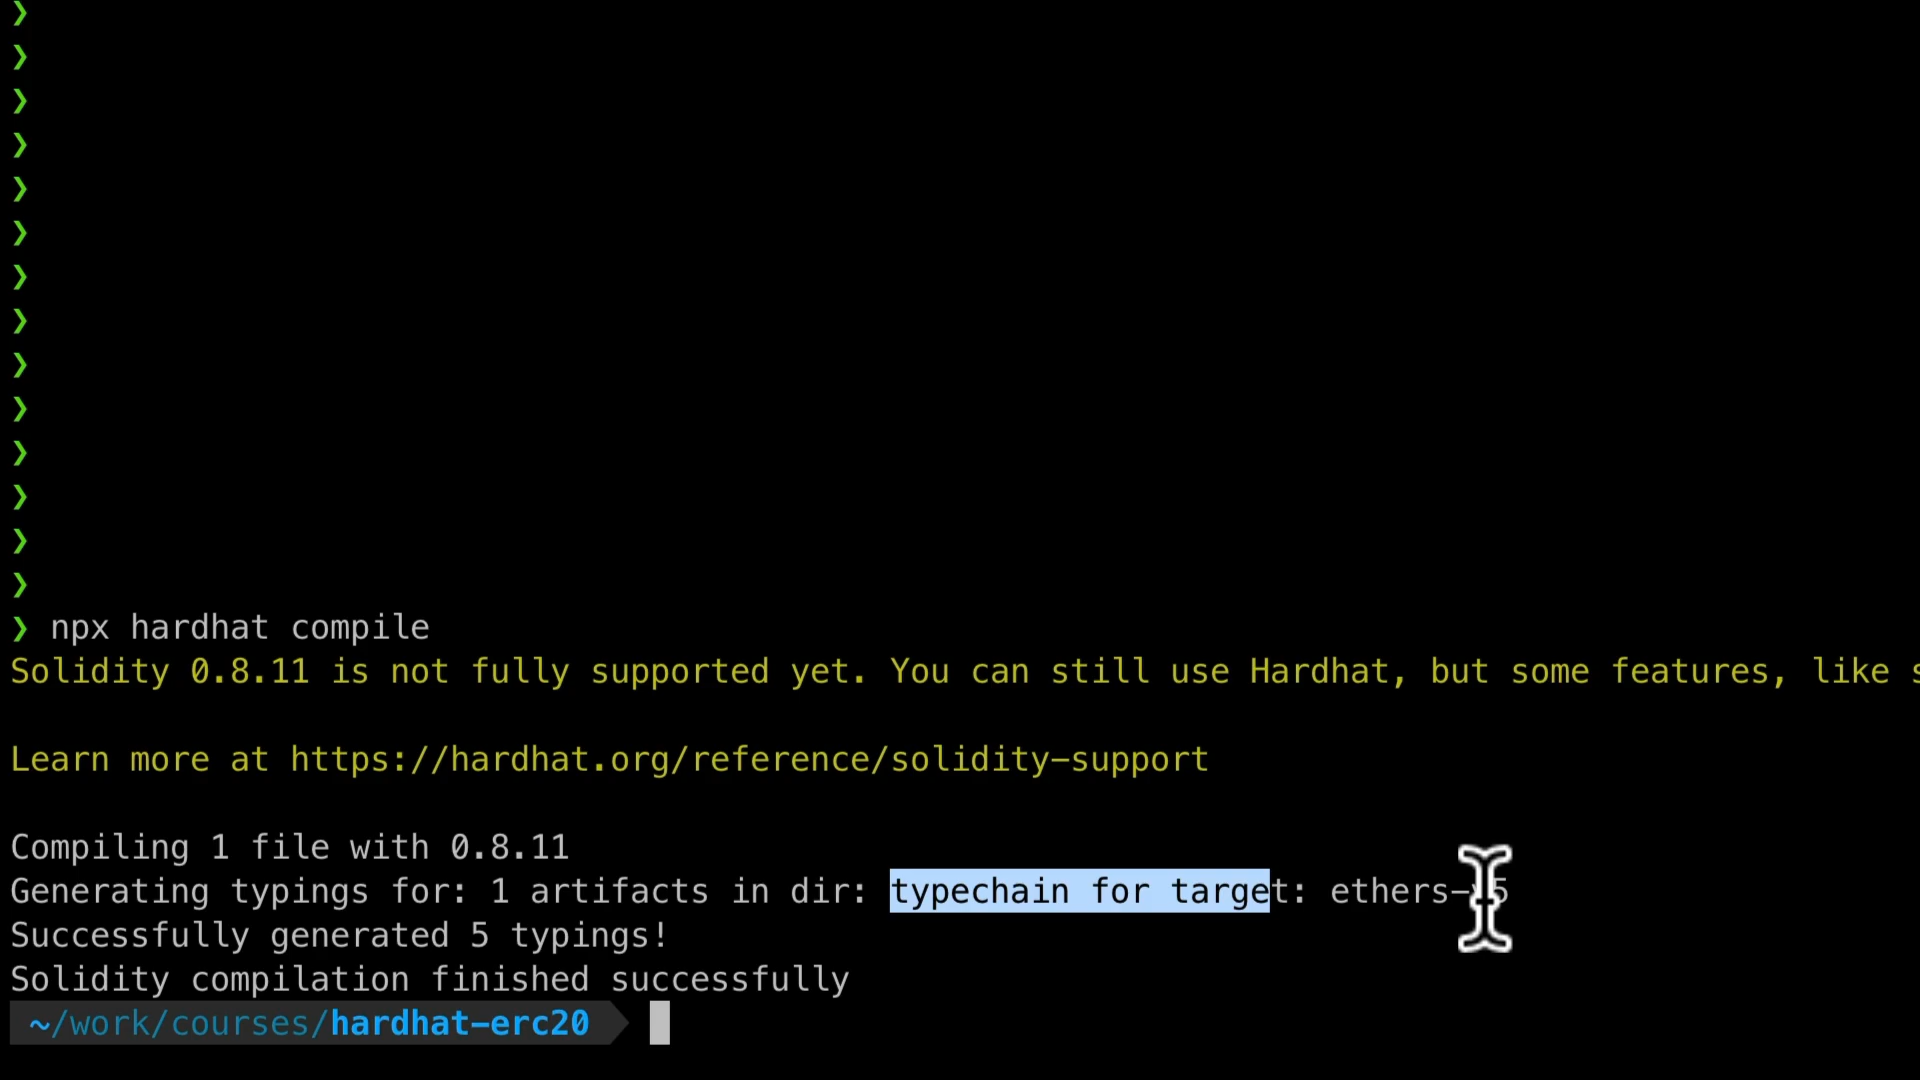 ❯
❯
❯
❯
❯
❯
❯
❯
❯
❯
❯
❯
❯
❯
❯ npx hardhat compile
Solidity 0.8.11 is not fully supported yet. You can still use Hardhat, but some features, like s
Learn more at https://hardhat.org/reference/solidity-support
Compiling 1 file with 0.8.11
Generating typings for: 1 artifacts in dir: typechain for target: ethers-v5
Successfully generated 5 typings!
Solidity compilation finished successfully
~/work/courses/hardhat-erc20